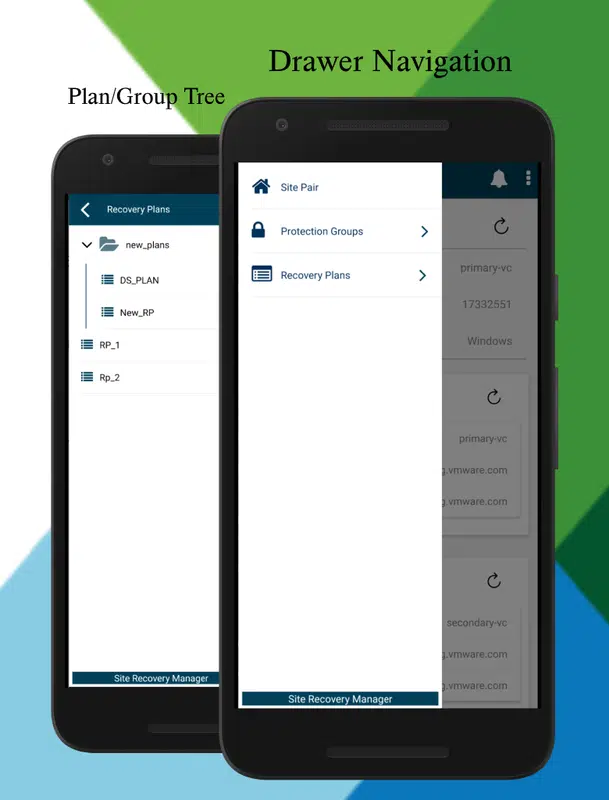 Drawer Navigation
Plan/Group Tree
Recovery Plans
new_plans
DS_PLAN
New_RP
RP_1
Rp_2
Site Recovery Manager
Site Pair
Protection Groups
Recovery Plans
Site Recovery Manager
primary-vc
17332551
Windows
primary-vc
g.vmware.com
g.vmware.com
secondary-vc
g.vmware.com
g.vmware.com